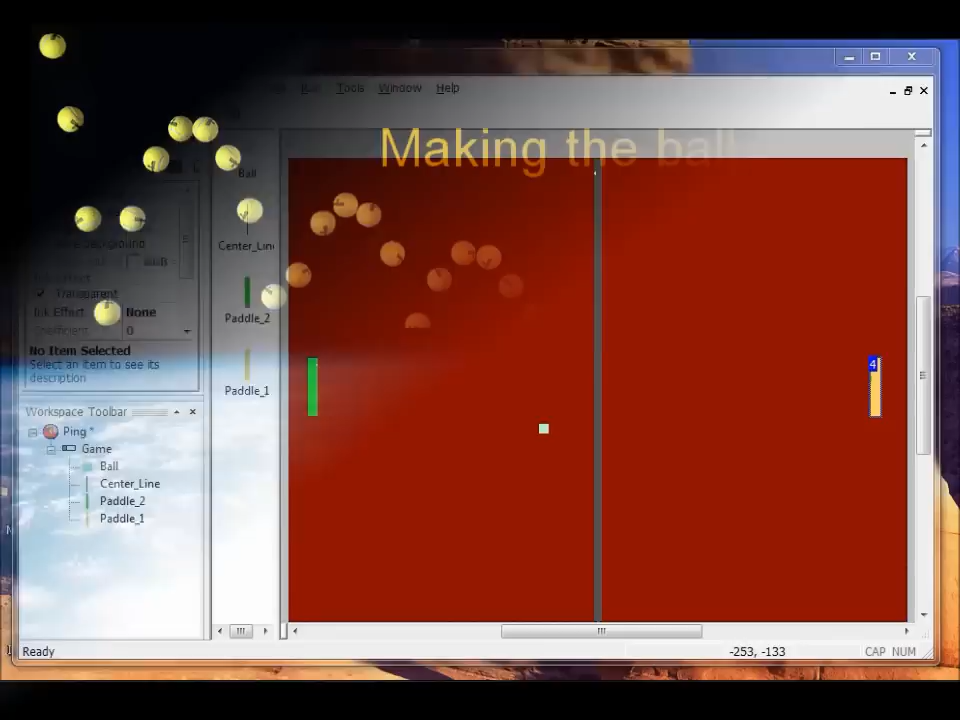 Tools Window Help
Making the ball
Ball
Center_Line
Transparent
Ink Effect None
Coefficient 0
Paddle_2
No Item Selected
Select an item to see its
description
4
Paddle_1
Workspace Toolbar
Ping *
Game
Ball
Center_Line
Paddle_2
Paddle_1
Ready
-253, -133
CAP NUM